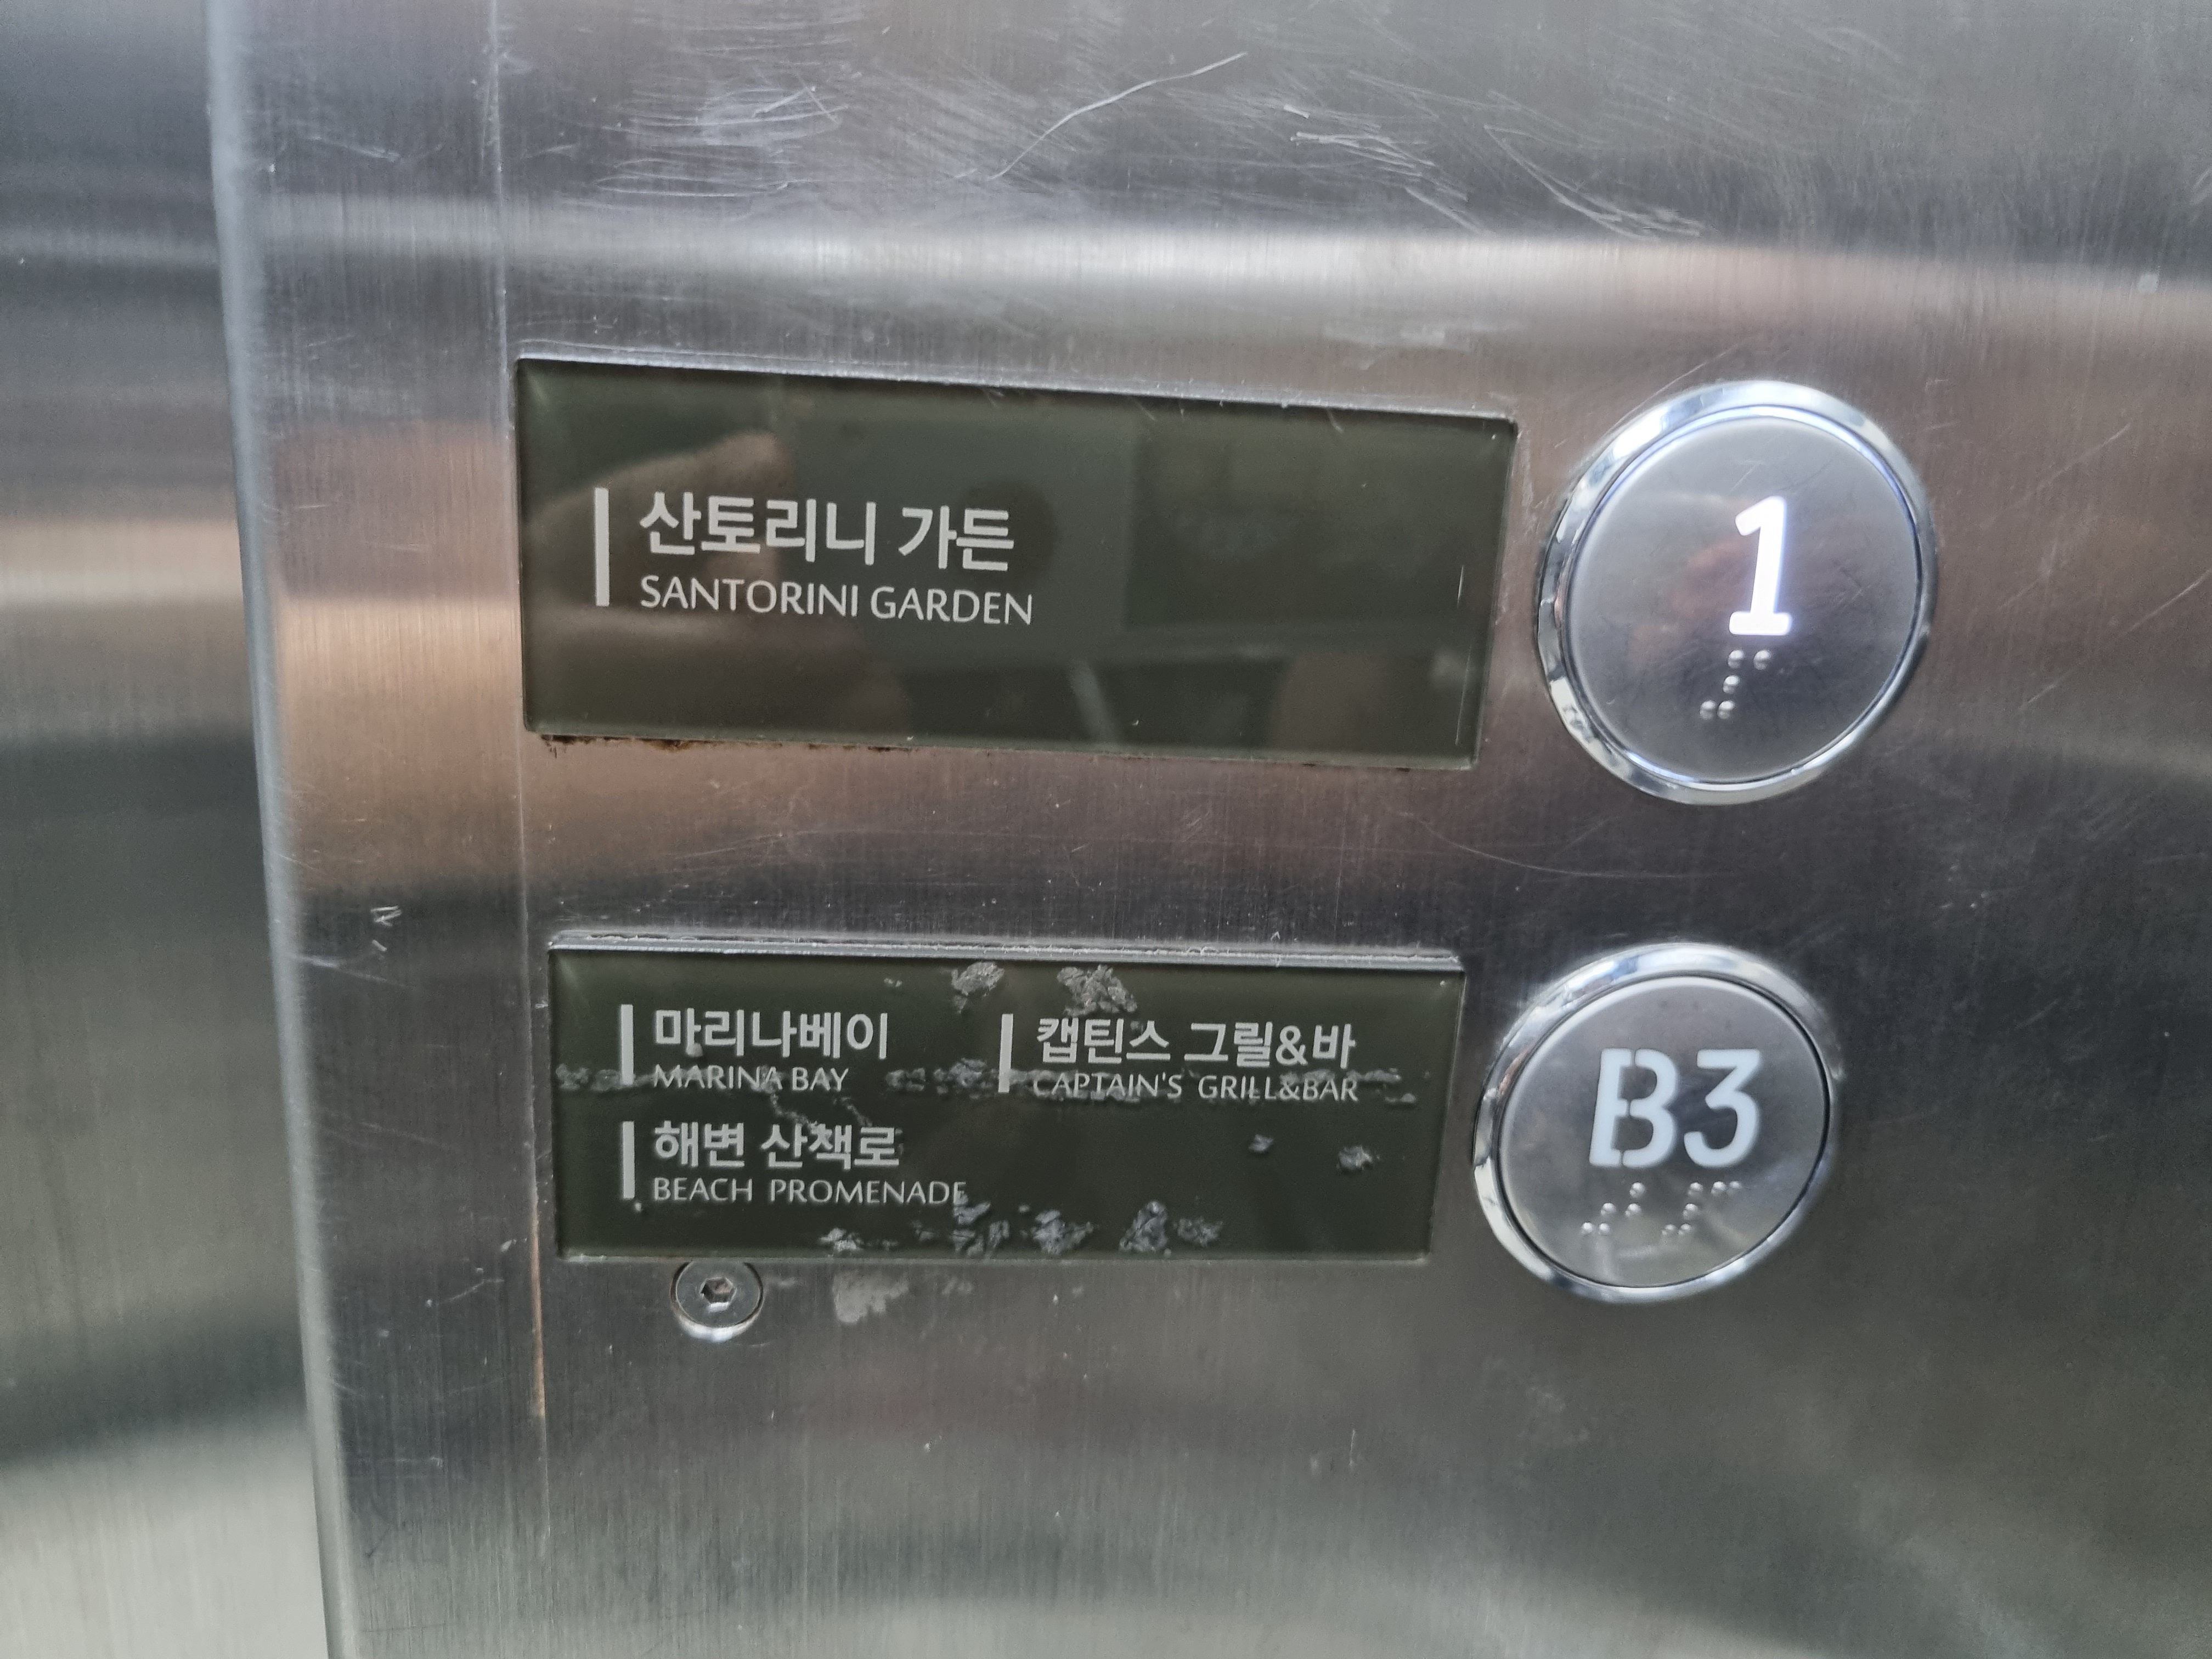 산토리니 가든
SANTORINI GARDEN
1
마리나베이
MARINA BAY
캡틴스 그릴&바
CAPTAIN'S GRILL&BAR
해변 산책로
BEACH PROMENADE
B3